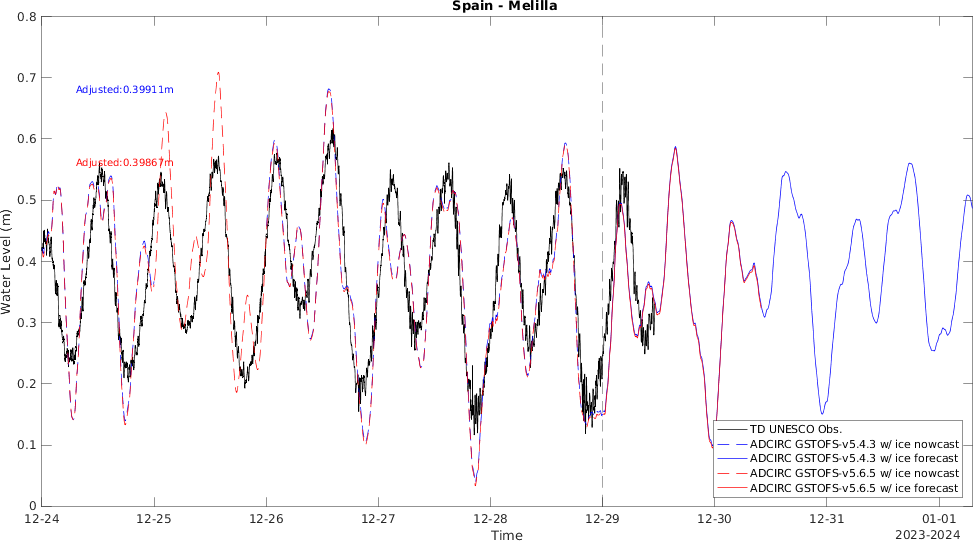 Spain - Melilla
0.8
0.7
0.6
0.5
0.4
0.3
0.2
0.1
0
Water Level (m)
Adjusted:0.39911m
Adjusted:0.39867m
TD UNESCO Obs.
ADCIRC GSTOFS-v5.4.3 w/ ice nowcast
ADCIRC GSTOFS-v5.4.3 w/ ice forecast
ADCIRC GSTOFS-v5.6.5 w/ ice nowcast
ADCIRC GSTOFS-v5.6.5 w/ ice forecast
12-24 12-25 12-26 12-27 12-28 12-29 12-30 12-31 01-01
Time
2023-2024